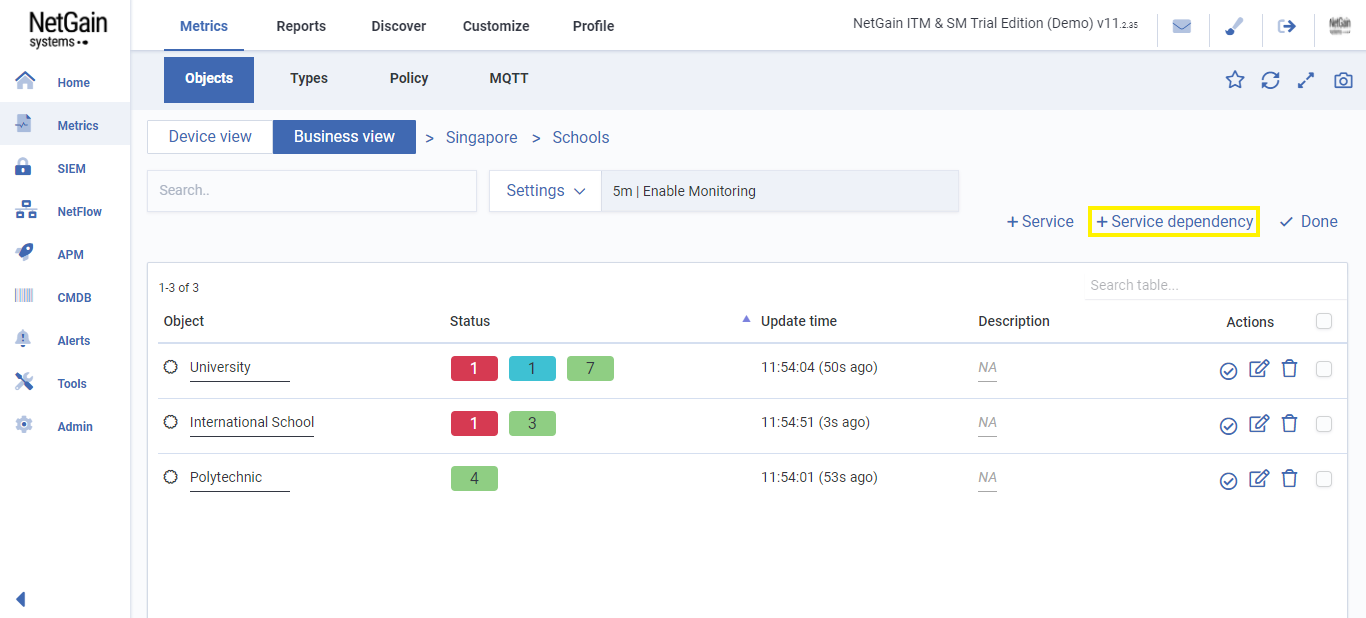 NetGain
systems
Metrics Reports Discover Customize Profile
NetGain ITM & SM Trial Edition (Demo) v11.2.35
NetGain
Home
Metrics
SIEM
NetFlow
APM
CMDB
Alerts
Tools
Admin
Objects Types Policy MQTT
Device view Business view > Singapore > Schools
Search.. Settings 5m | Enable Monitoring
+ Service + Service dependency Done
1-3 of 3 Search table...
Object Status Update time Description Actions
University 1 1 7 11:54:04 (50s ago) NA
International School 1 3 11:54:51 (3s ago) NA
Polytechnic 4 11:54:01 (53s ago) NA